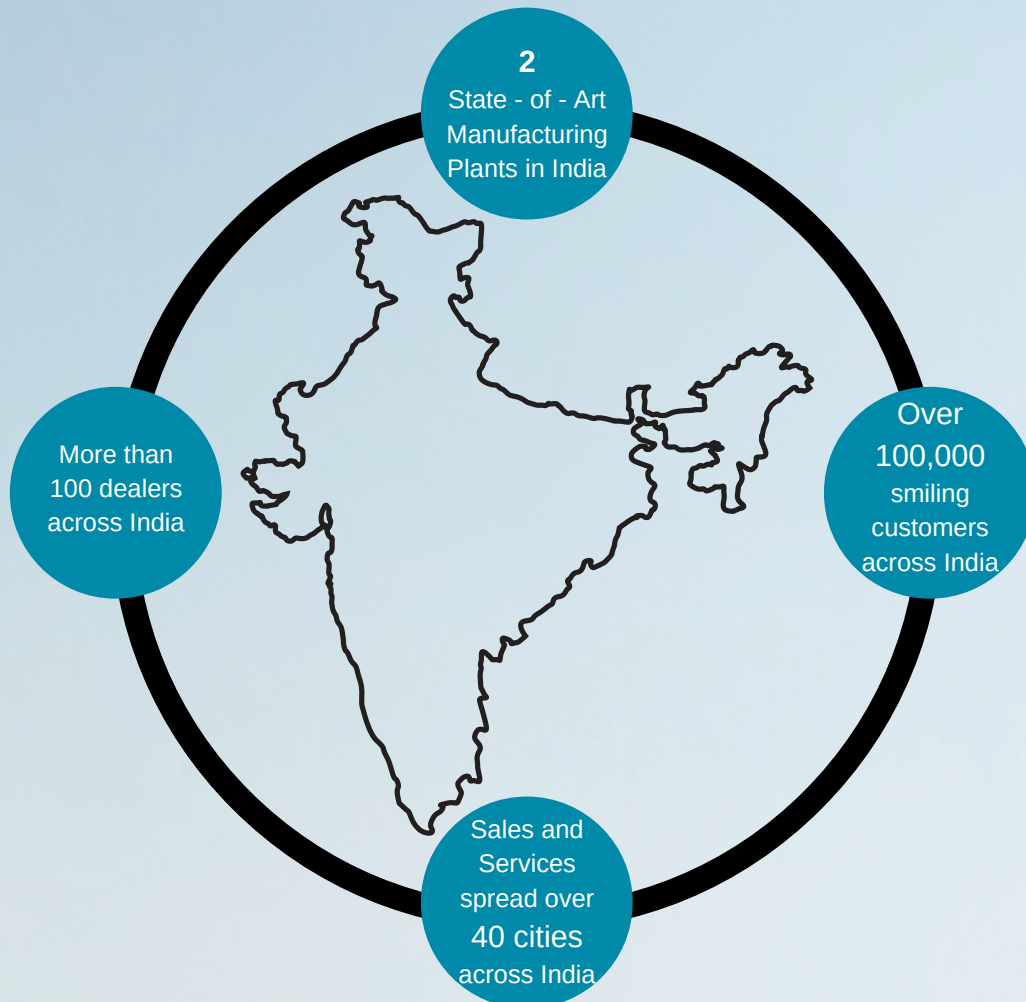 2
State - of - Art
Manufacturing
Plants in India
More than
100 dealers
across India
Over
100,000
smiling
customers
across India
Sales and
Services
spread over
40 cities
across India